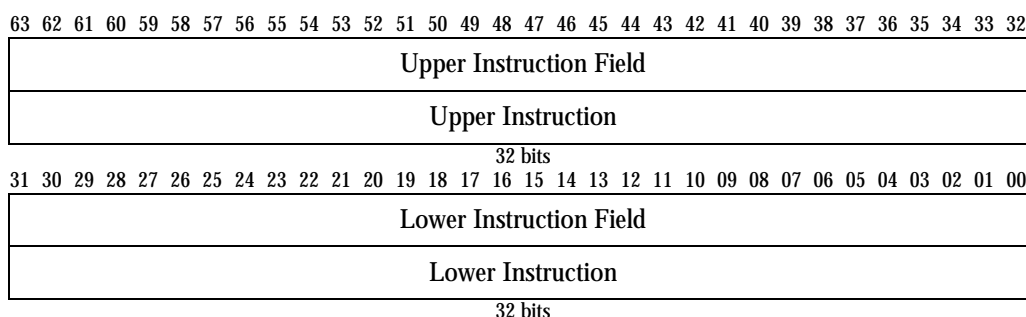 63 62 61 60 59 58 57 56 55 54 53 52 51 50 49 48 47 46 45 44 43 42 41 40 39 38 37 36 35 34 33 32
Upper Instruction Field
Upper Instruction
32 bits
31 30 29 28 27 26 25 24 23 22 21 20 19 18 17 16 15 14 13 12 11 10 09 08 07 06 05 04 03 02 01 00
Lower Instruction Field
Lower Instruction
32 bits